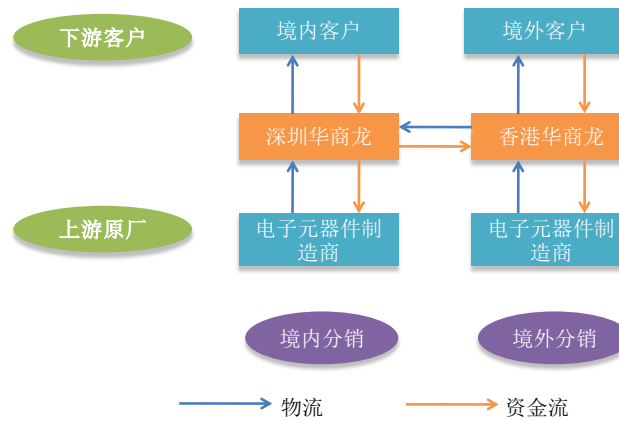 下游客户
境内客户
境外客户
深圳华商龙
香港华商龙
上游原厂
电子元器件制
造商
电子元器件制
造商
境内分销
境外分销
物流
资金流